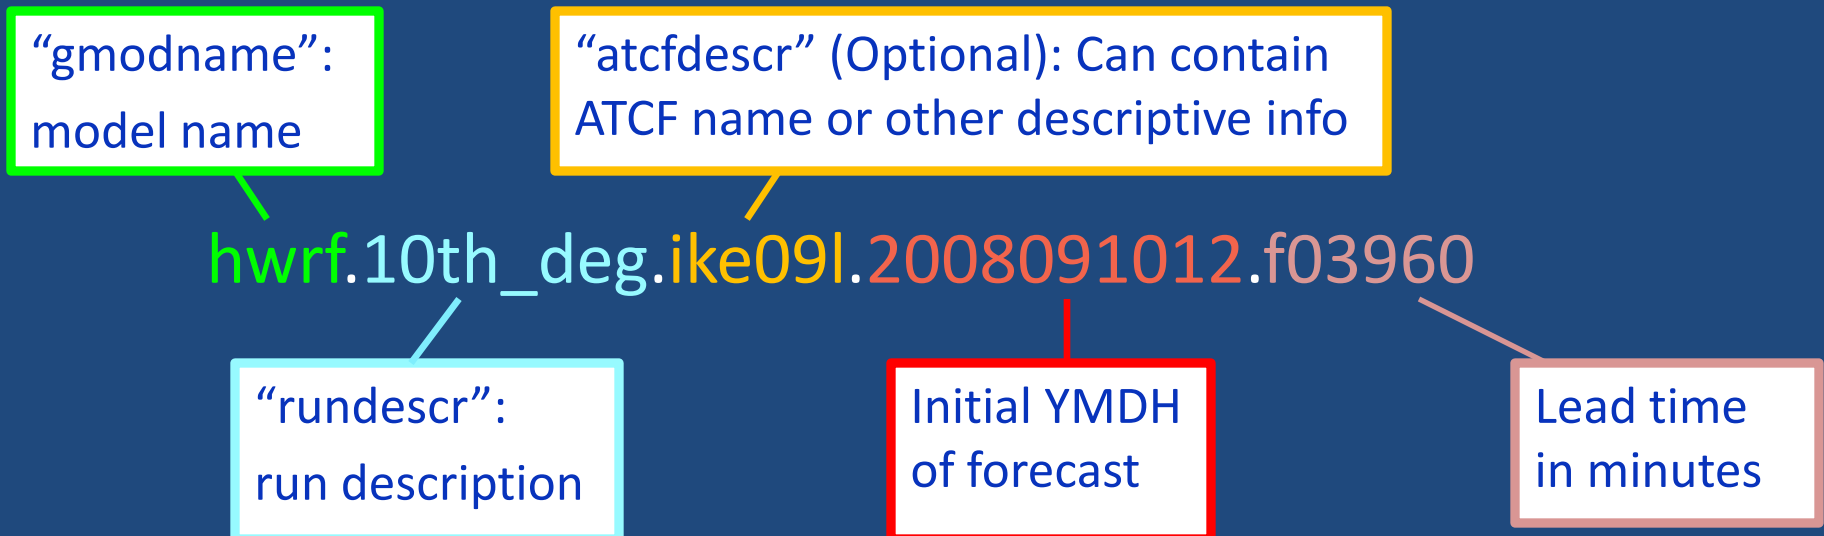 “gmodname”:
model name
“atcfdescr” (Optional): Can contain
ATCF name or other descriptive info
hwrf.10th_deg.ike09l.2008091012.f03960
“rundescr”:
run description
Initial YMDH
of forecast
Lead time
in minutes